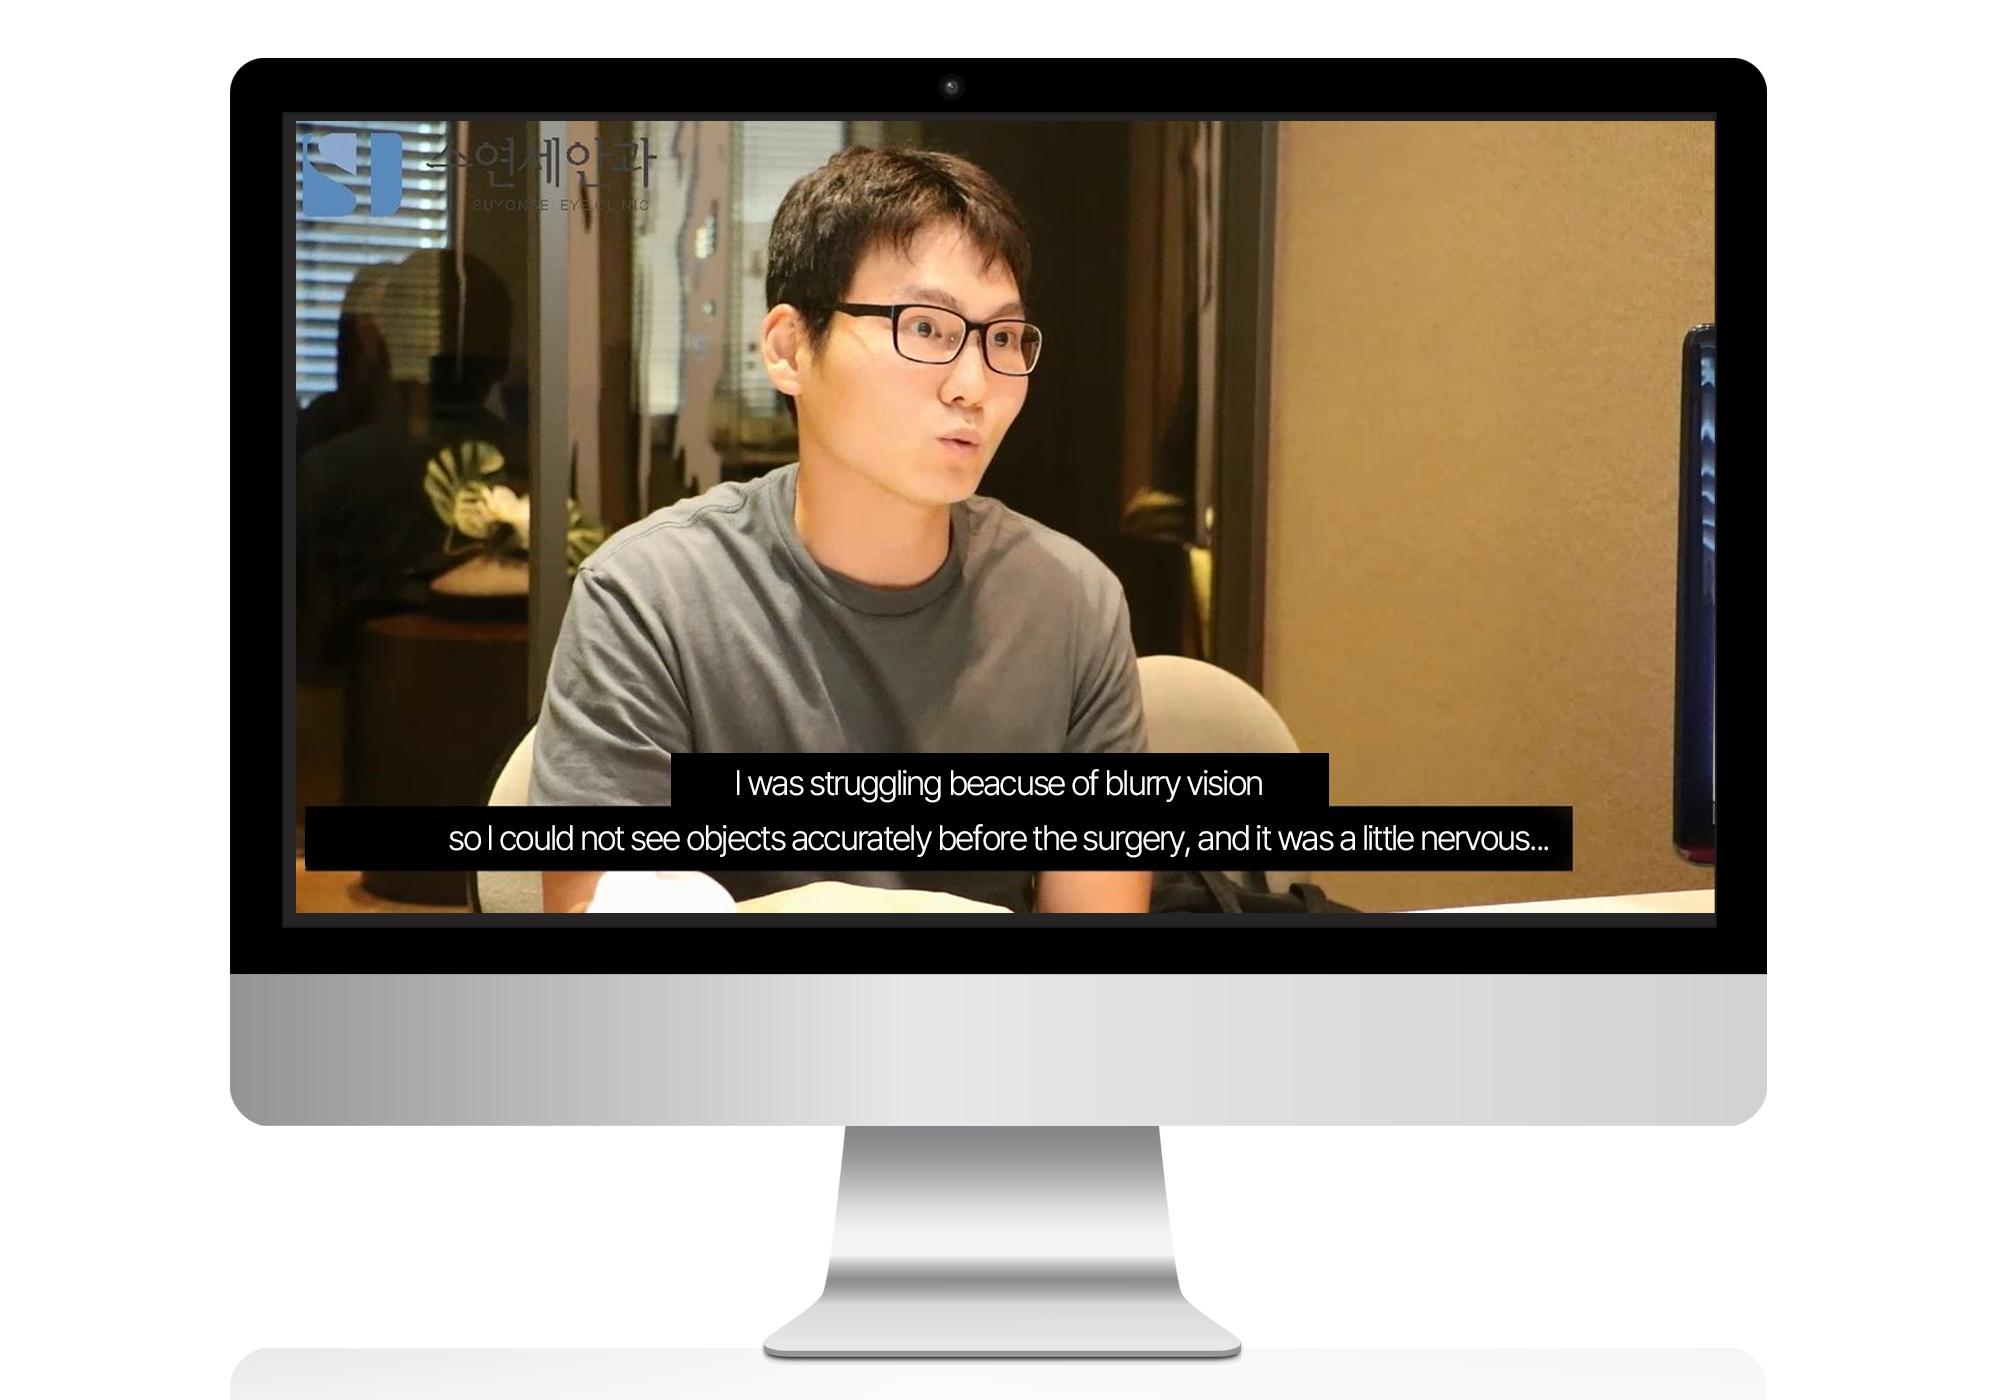 수연세안과
SUYONSE EYE CLINIC
I was struggling beacuse of blurry vision
so I could not see objects accurately before the surgery, and it was a little nervous...